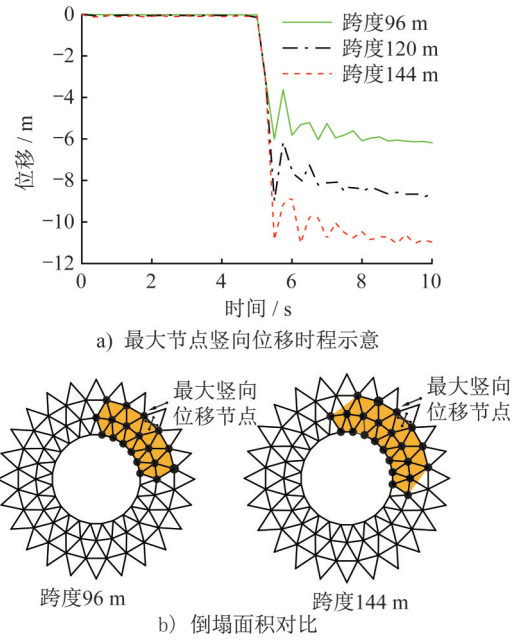 0
−2
−4
−6
−8
−10
−12
位移 / m
跨度96 m
跨度120 m
跨度144 m
0 2 4 6 8 10
时间 / s
a) 最大节点竖向位移时程示意
最大竖向
位移节点
最大竖向
位移节点
跨度96 m
跨度144 m
b) 倒塌面积对比